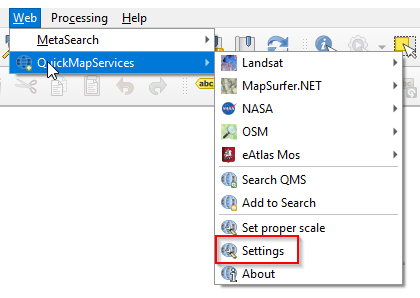 Web Processing Help
MetaSearch
QuickMapServices
abc
Landsat
MapSurfer.NET
NASA
OSM
eAtlas Mos
Search QMS
Add to Search
Set proper scale
Settings
About